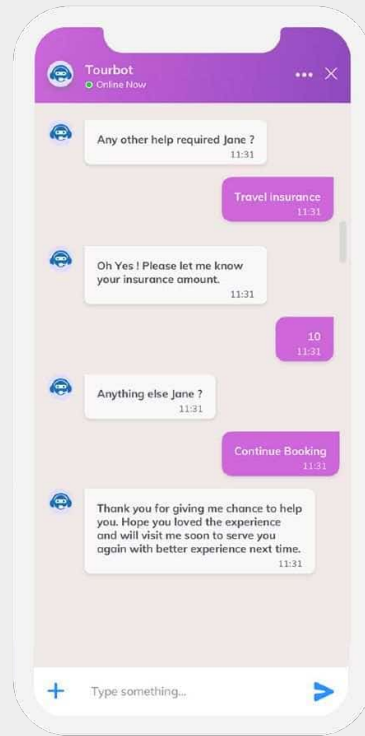 Tourbot
Online Now
Any other help required Jane ?
11:31
Travel insurance
11:31
Oh Yes ! Please let me know
your insurance amount.
11:31
10
11:31
Anything else Jane ?
11:31
Continue Booking
11:31
Thank you for giving me chance to help
you. Hope you loved the experience
and will visit me soon to serve you
again with better experience next time.
11:31
Type something...